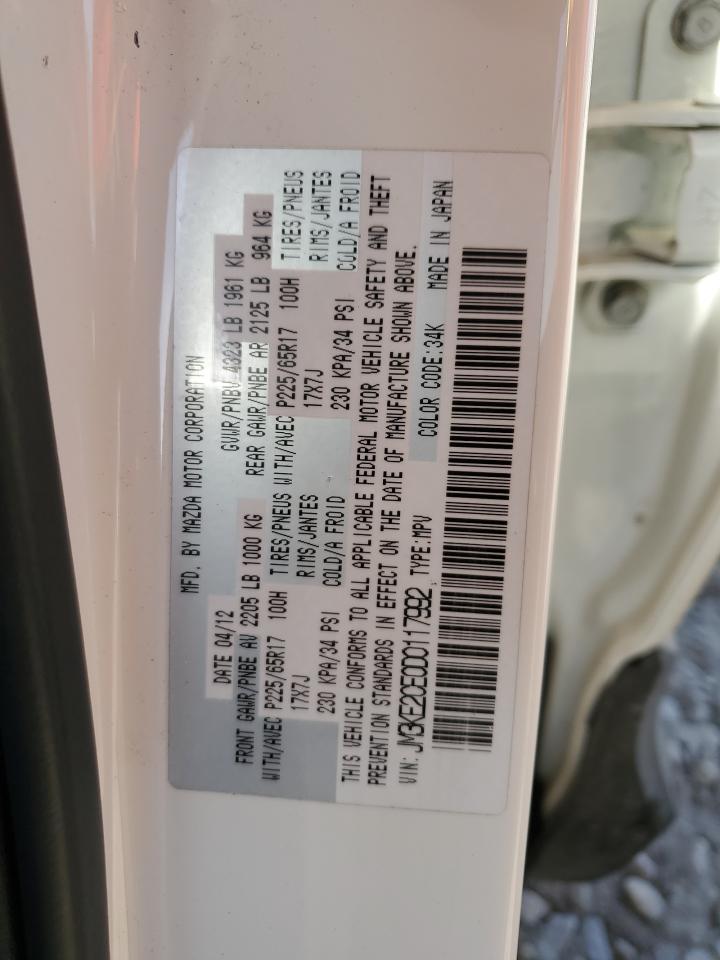 MFD. BY MAZDA MOTOR CORPORATION
DATE 04/12 GVWR/PNBV 4323 LB 1961 KG
FRONT GAWR/PNBE AV 2205 LB 1000 KG REAR GAWR/PNBE AR 2125 LB 964 KG
WITH/AVEC P225/65R17 100H TIRES/PNEUS WITH/AVEC P225/65R17 100H TIRES/PNEUS
17X7J RIMS/JANTES 17X7J RIMS/JANTES
230 KPA/34 PSI COLD/A FROID 230 KPA/34 PSI COLD/A FROID
THIS VEHICLE CONFORMS TO ALL APPLICABLE FEDERAL MOTOR VEHICLE SAFETY AND THEFT
PREVENTION STANDARDS IN EFFECT ON THE DATE OF MANUFACTURE SHOWN ABOVE.
VIN: JM3KE2CE0D0117992 TYPE:MPV COLOR CODE:34K MADE IN JAPAN